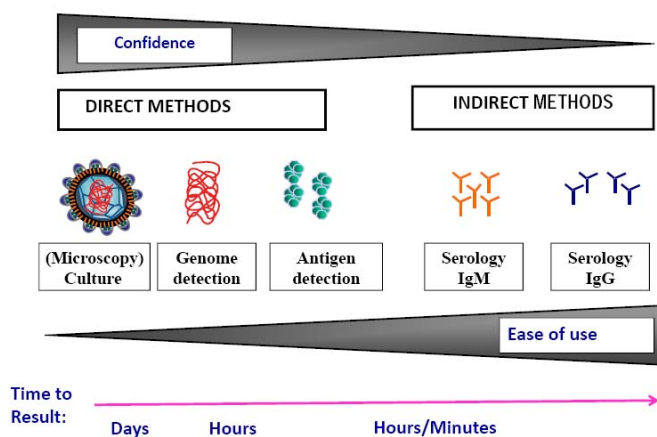 Confidence
DIRECT METHODS
INDIRECT METHODS
(Microscopy)
Culture
Genome
detection
Antigen
detection
Serology
IgM
Serology
IgG
Ease of use
Time to
Result:
Days
Hours
Hours/Minutes